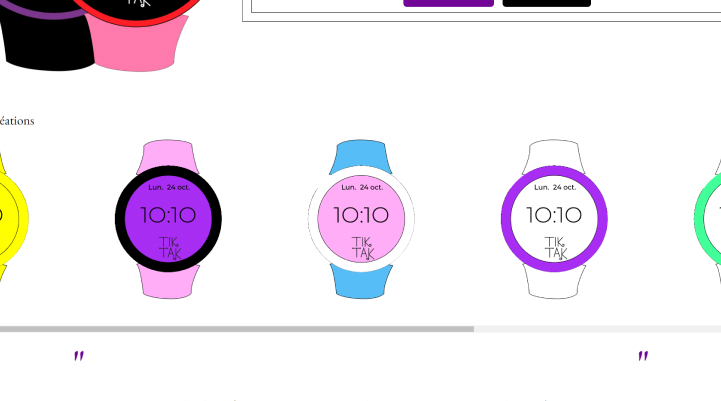 éations
Lun. 24 oct.
10:10
TIK
TAK
Lun. 24 oct.
10:10
TIK
TAK
Lun. 24 oct.
10:10
TIK
TAK
"
"